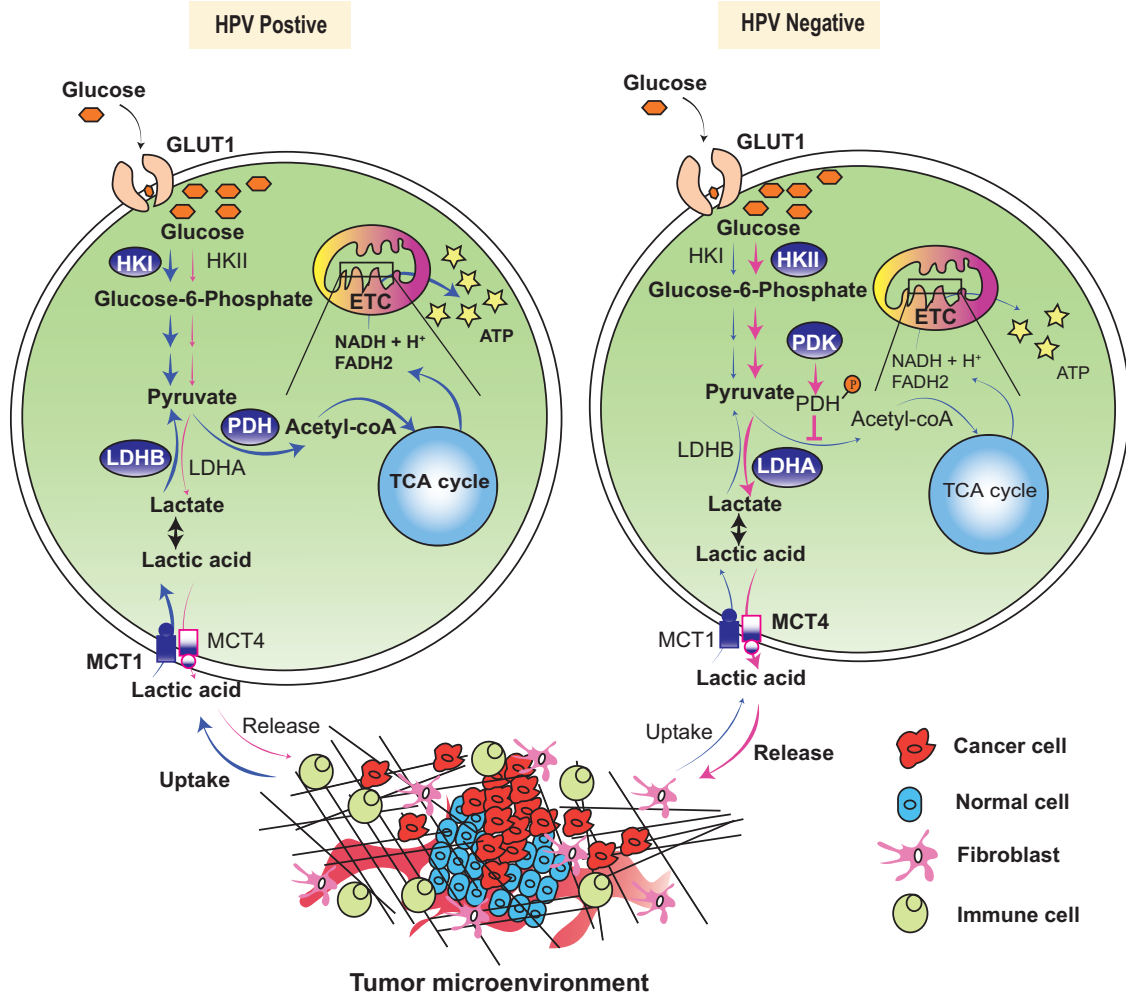 HPV Postive
HPV Negative
Glucose
GLUT1
Glucose
HKI
HKII
Glucose-6-Phosphate
ETC
ATP
NADH + H⁺
FADH2
Pyruvate
PDH
Acetyl-coA
LDHB
LDHA
TCA cycle
Lactate
Lactic acid
MCT4
MCT1
Lactic acid
Release
Uptake
Glucose
GLUT1
Glucose
HKI
HKII
Glucose-6-Phosphate
ETC
ATP
PDK
NADH + H⁺
FADH2
P
Pyruvate
PDH
Acetyl-coA
LDHB
LDHA
TCA cycle
Lactate
Lactic acid
MCT4
MCT1
Lactic acid
Uptake
Release
Cancer cell
Normal cell
Fibroblast
Immune cell
Tumor microenvironment